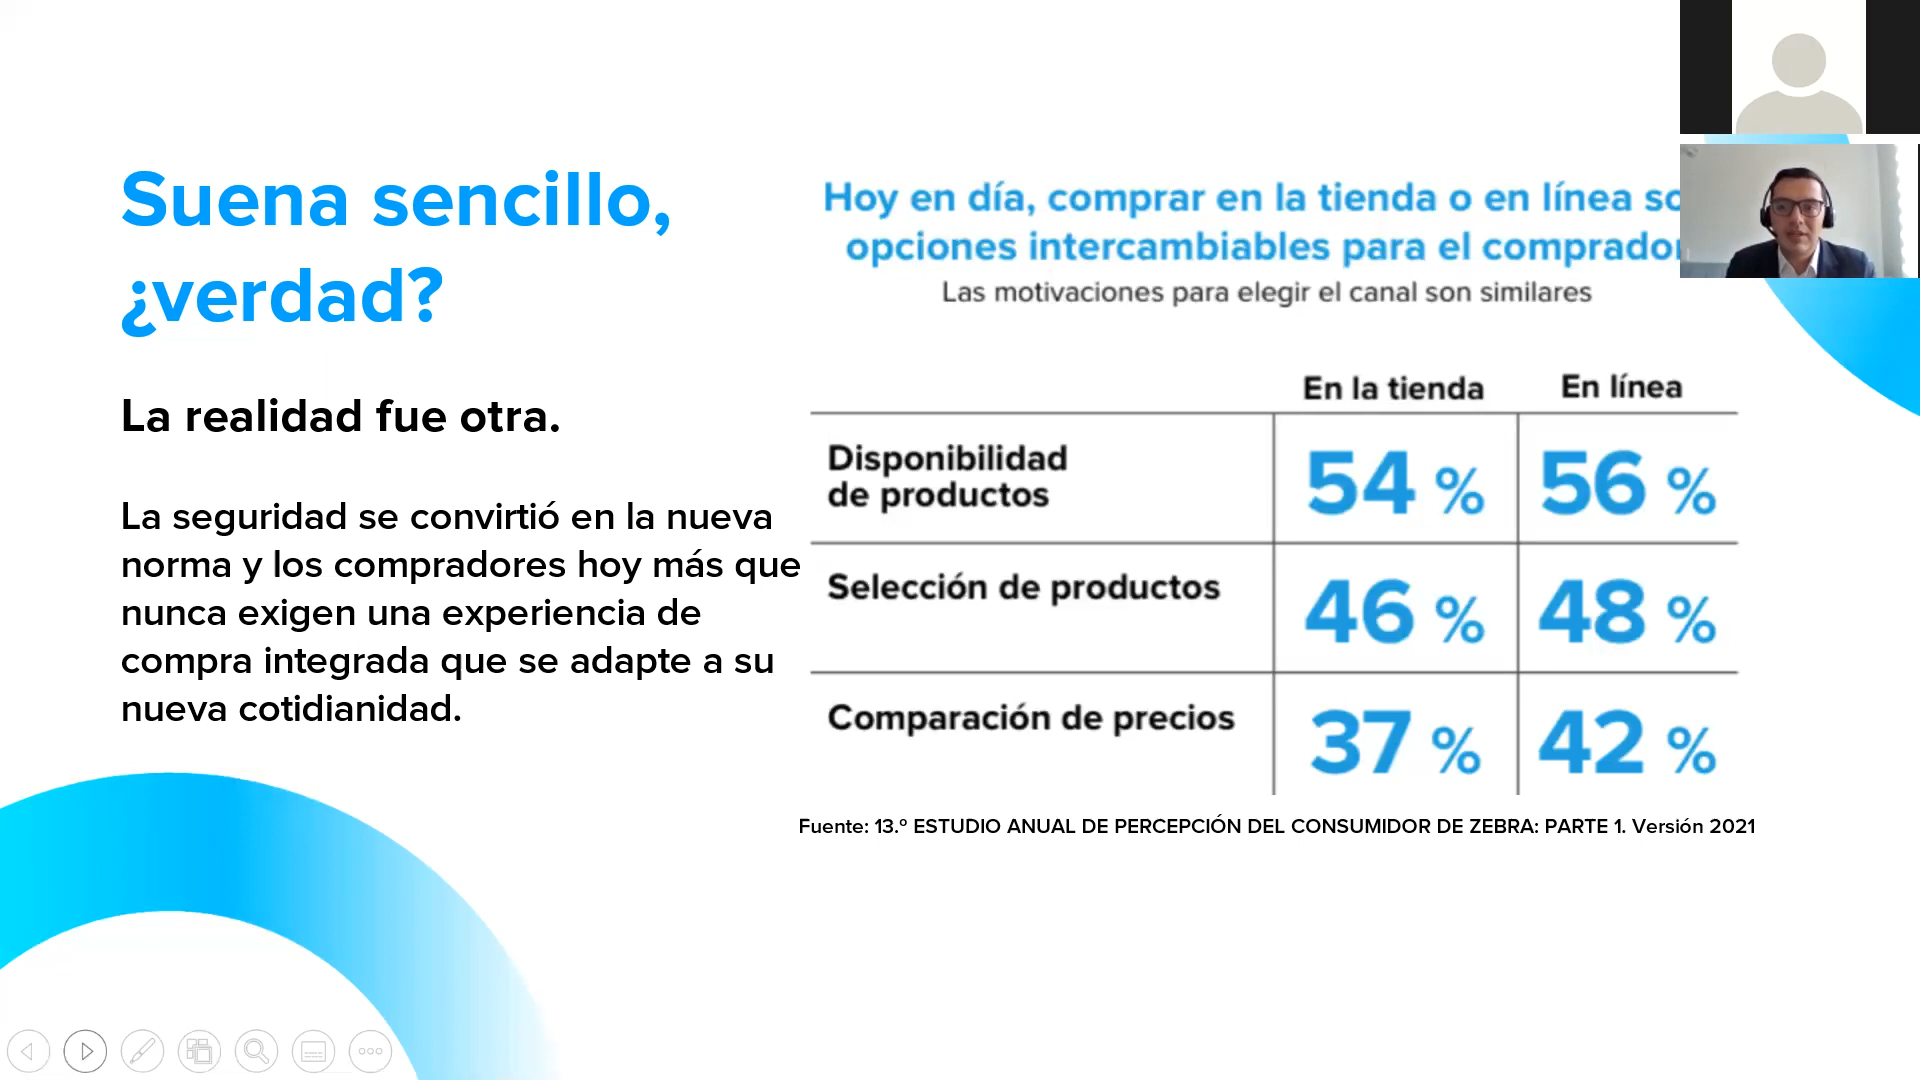 Suena sencillo,
¿verdad?
La realidad fue otra.
La seguridad se convirtió en la nueva
norma y los compradores hoy más que
nunca exigen una experiencia de
compra integrada que se adapte a su
nueva cotidianidad.
Hoy en día, comprar en la tienda o en línea
opciones intercambiables para el comprador
Las motivaciones para elegir el canal son similares
En la tienda En línea
Disponibilidad
de productos
54 % 56 %
Selección de productos
46 % 48 %
Comparación de precios
37 % 42 %
Fuente: 13.º ESTUDIO ANUAL DE PERCEPCIÓN DEL CONSUMIDOR DE ZEBRA: PARTE 1. Versión 2021